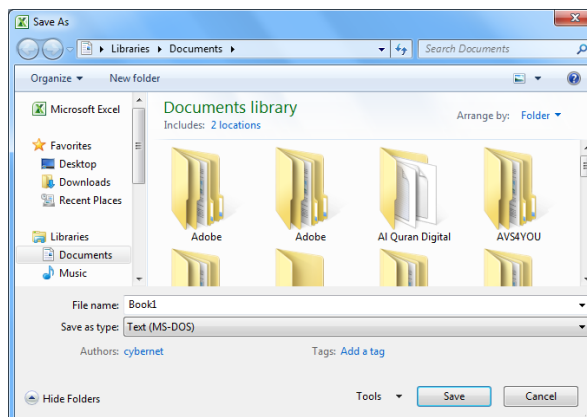 Save As
Libraries Documents
Search Documents
Organize New folder
Microsoft Excel
Favorites
Desktop
Downloads
Recent Places
Libraries
Documents
Music
Documents library
Includes: 2 locations
Arrange by: Folder
Adobe Adobe Al Quran Digital AVS4YOU
File name: Book1
Save as type: Text (MS-DOS)
Authors: cybernet Tags: Add a tag
Hide Folders Tools Save Cancel